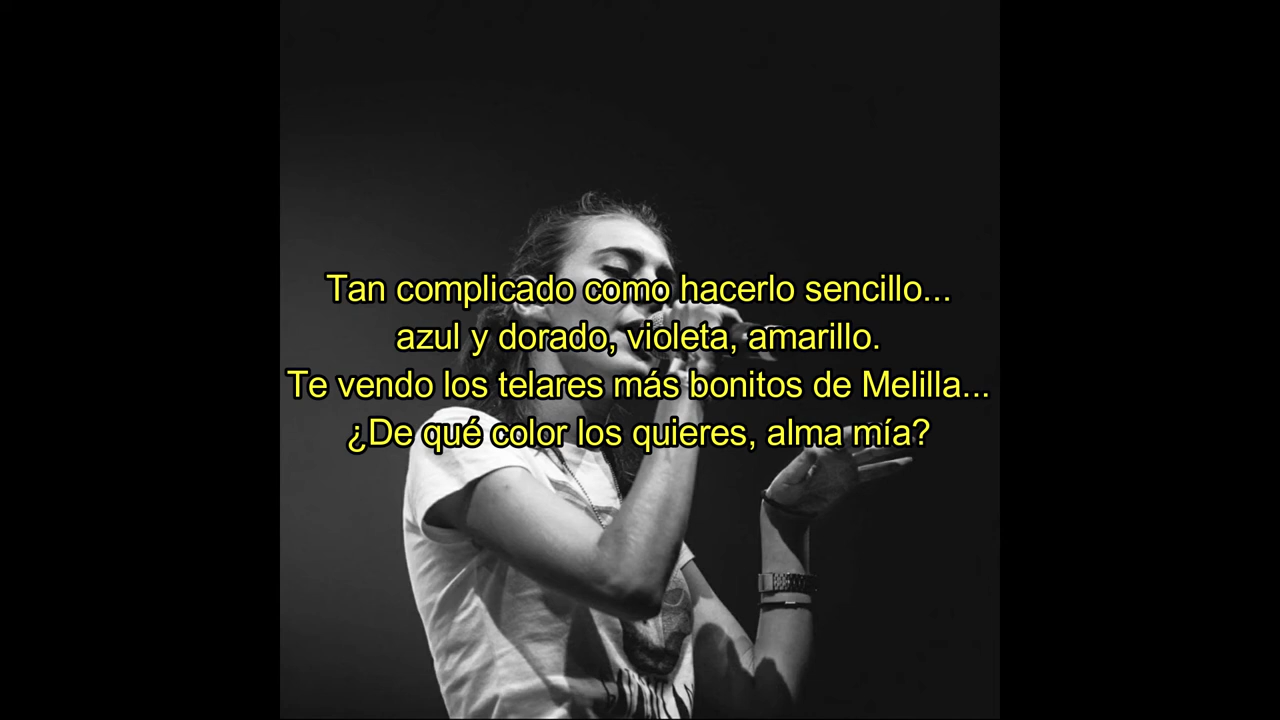 Tan complicado como hacerlo sencillo...
azul y dorado, violeta, amarillo.
Te vendo los telares más bonitos de Melilla...
¿De qué color los quieres, alma mía?